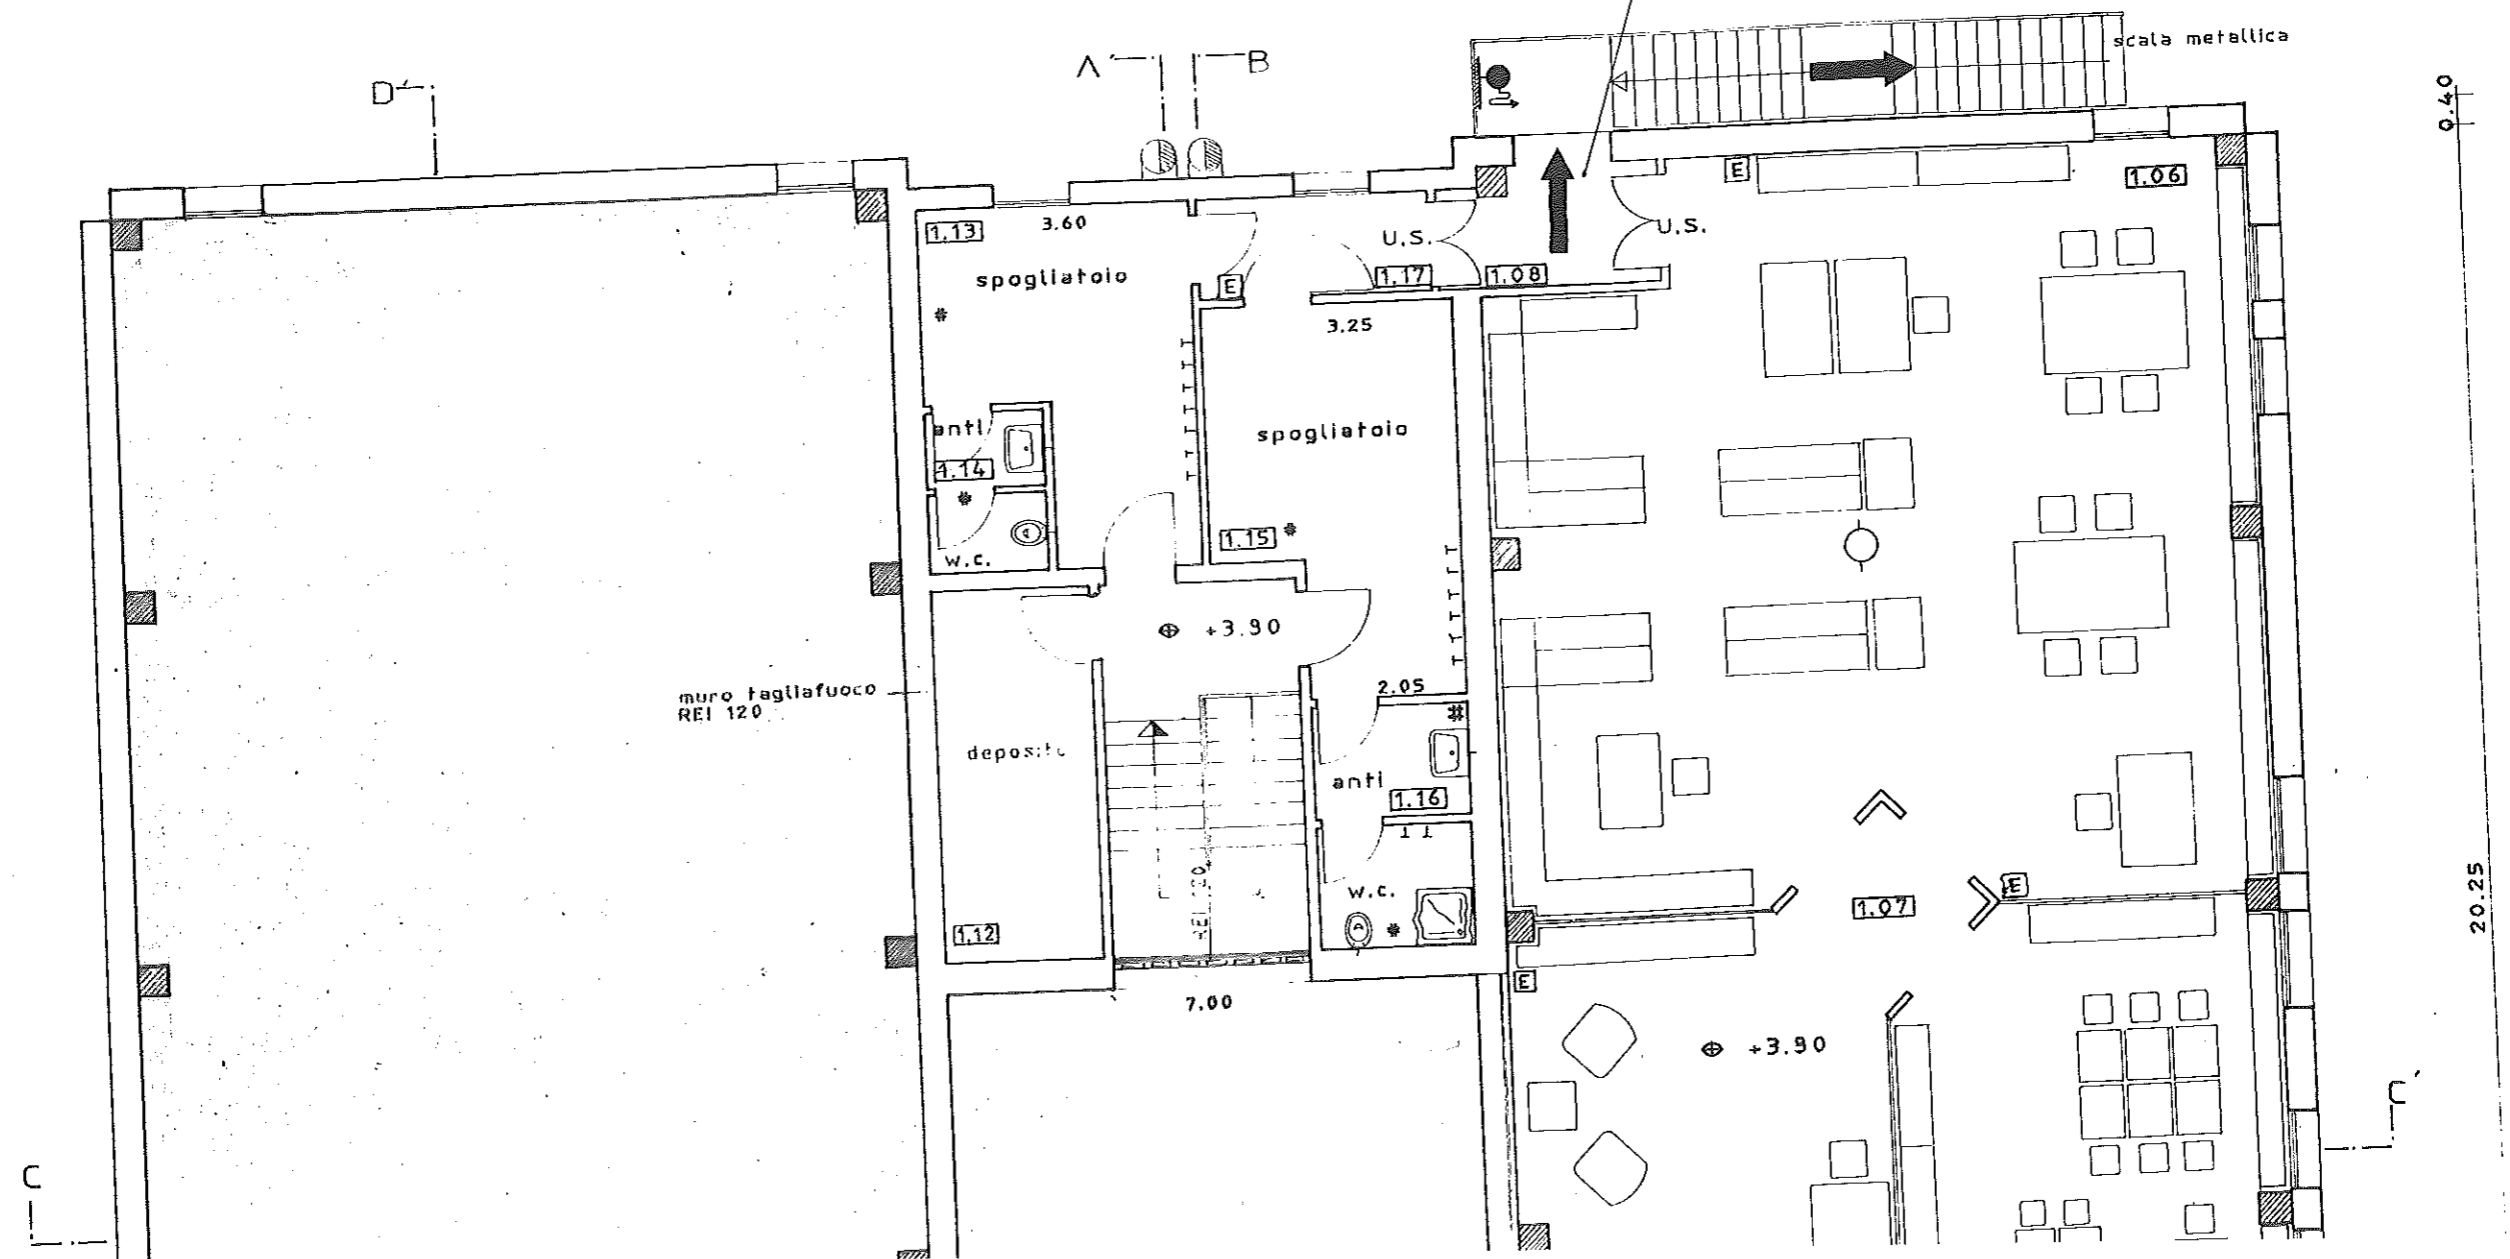 scala metallica
D'
A'
B
0.40
E
1.06
1.13
3.60
U.S.
U.S.
spogliatoio
1.17
1.08
E
3.25
anti
spogliatoio
1.14
1.15
w.c.
+3.90
muro tagliafuoco
REI 120
2.05
deposito
anti
1.16
REI 120
w.c.
E
1.07
20.25
1.12
E
7.00
+3.90
C'
C